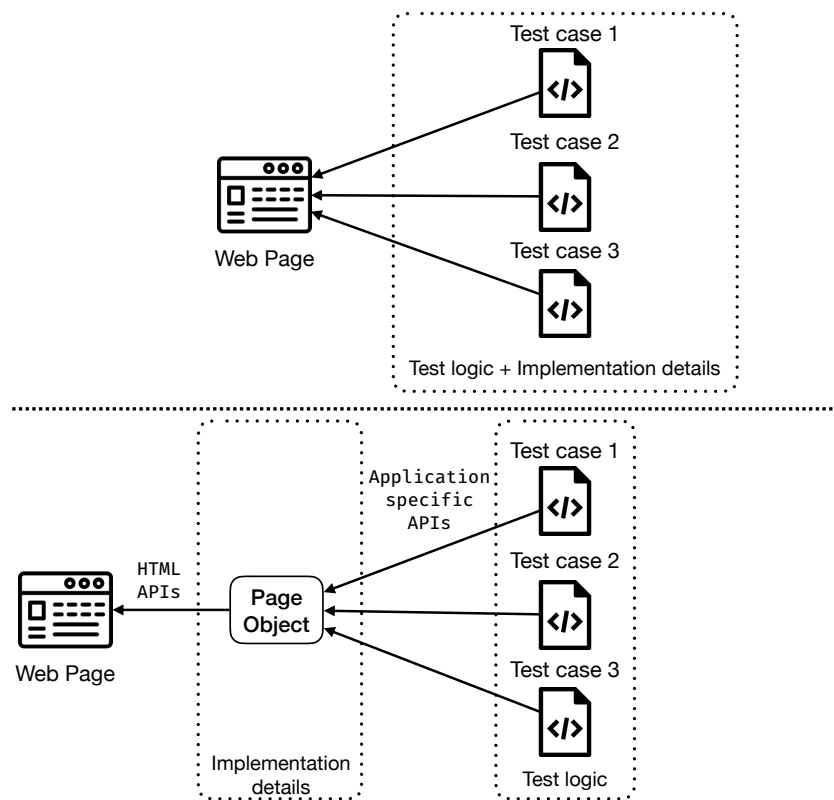 Test case 1
</>
Test case 2
</>
Web Page
Test case 3
</>
Test logic + Implementation details
Test case 1
</>
Application
specific
APIs
HTML
APIs
Test case 2
</>
Page
Object
Web Page
Test case 3
</>
Implementation
details
Test logic